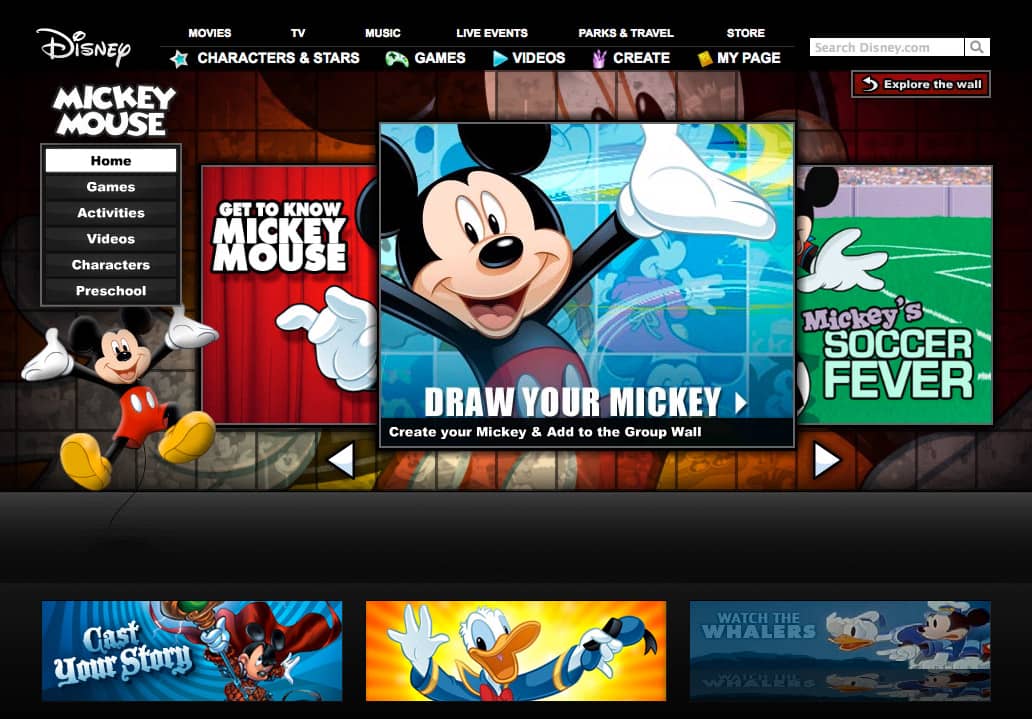 Disney
MOVIES TV MUSIC LIVE EVENTS PARKS & TRAVEL STORE
CHARACTERS & STARS GAMES VIDEOS CREATE MY PAGE
Search Disney.com
Explore the wall
MICKEY
MOUSE
Home
Games
Activities
Videos
Characters
Preschool
GET TO KNOW
MICKEY
MOUSE
DRAW YOUR MICKEY
Create your Mickey & Add to the Group Wall
Mickey's
SOCCER
FEVER
Cast
Your Story
WATCH THE
WHALERS